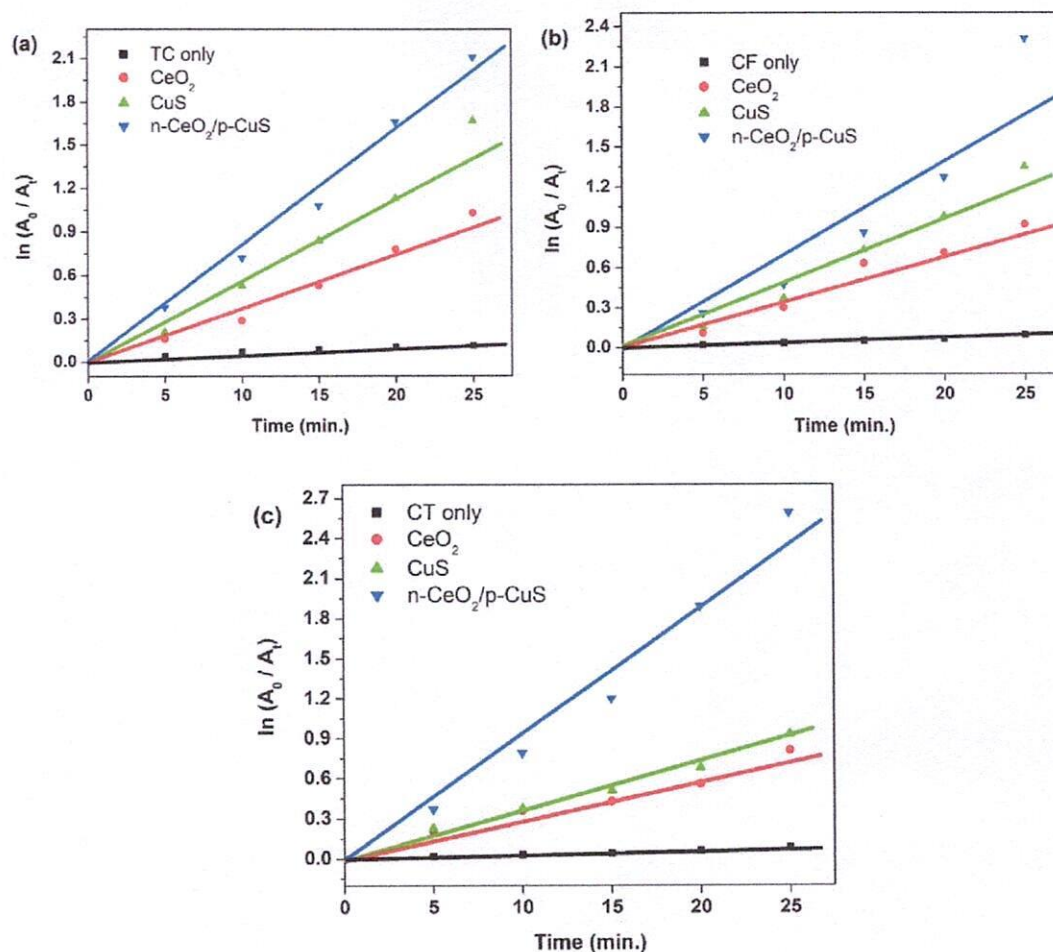 (a)
TC only
CeO₂
CuS
n-CeO₂/p-CuS
2.1
1.8
1.5
1.2
0.9
0.6
0.3
0.0
ln (A₀ / Aₜ)
0 5 10 15 20 25
Time (min.)
(b)
CF only
CeO₂
CuS
n-CeO₂/p-CuS
2.4
2.1
1.8
1.5
1.2
0.9
0.6
0.3
0.0
ln (A₀ / Aₜ)
0 5 10 15 20 25
Time (min.)
(c)
CT only
CeO₂
CuS
n-CeO₂/p-CuS
2.7
2.4
2.1
1.8
1.5
1.2
0.9
0.6
0.3
0.0
ln (A₀ / Aₜ)
0 5 10 15 20 25
Time (min.)